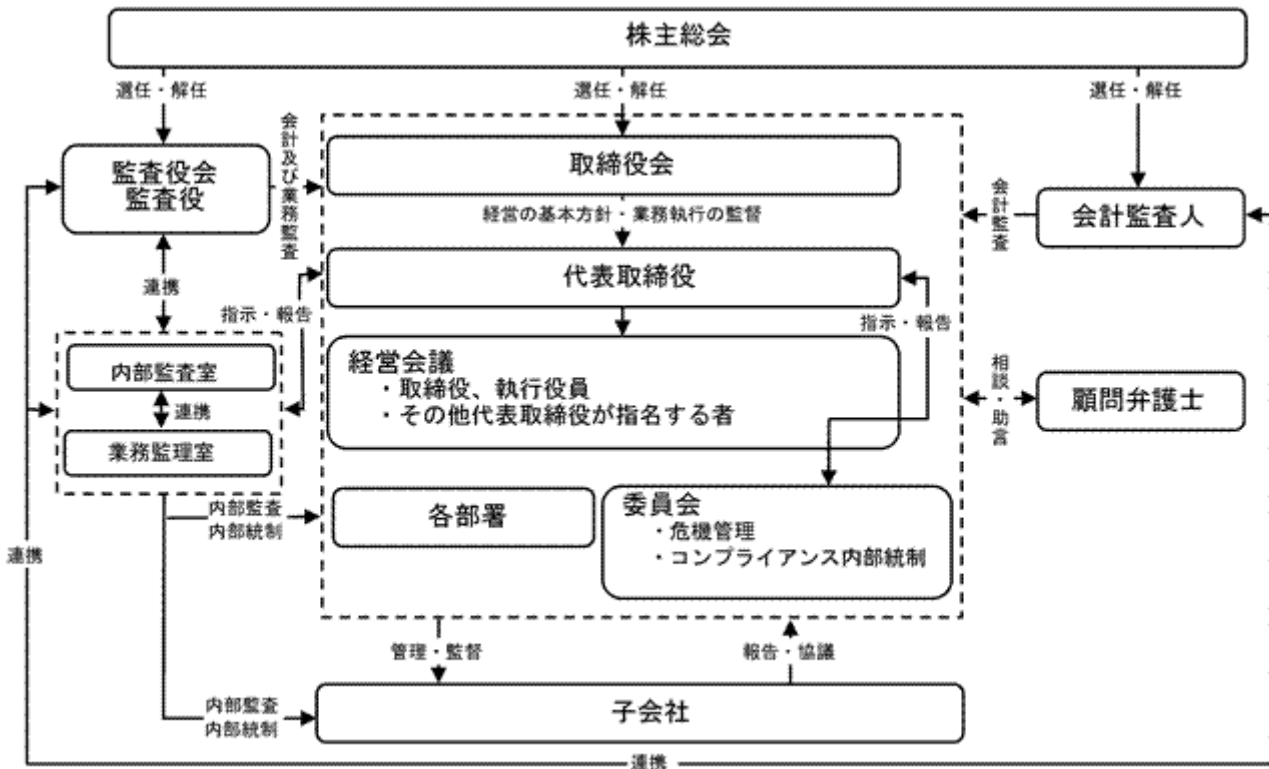 株主総会
選任・解任
選任・解任
選任・解任
監査役会
監査役
会計及び業務監査
取締役会
経営の基本方針・業務執行の監督
会計監査
会計監査人
代表取締役
連携
指示・報告
指示・報告
内部監査室
連携
業務監理室
経営会議
・取締役、執行役員
・その他代表取締役が指名する者
相談・助言
顧問弁護士
内部監査
内部統制
各部署
委員会
・危機管理
・コンプライアンス内部統制
連携
管理・監督
報告・協議
内部監査
内部統制
子会社
連携